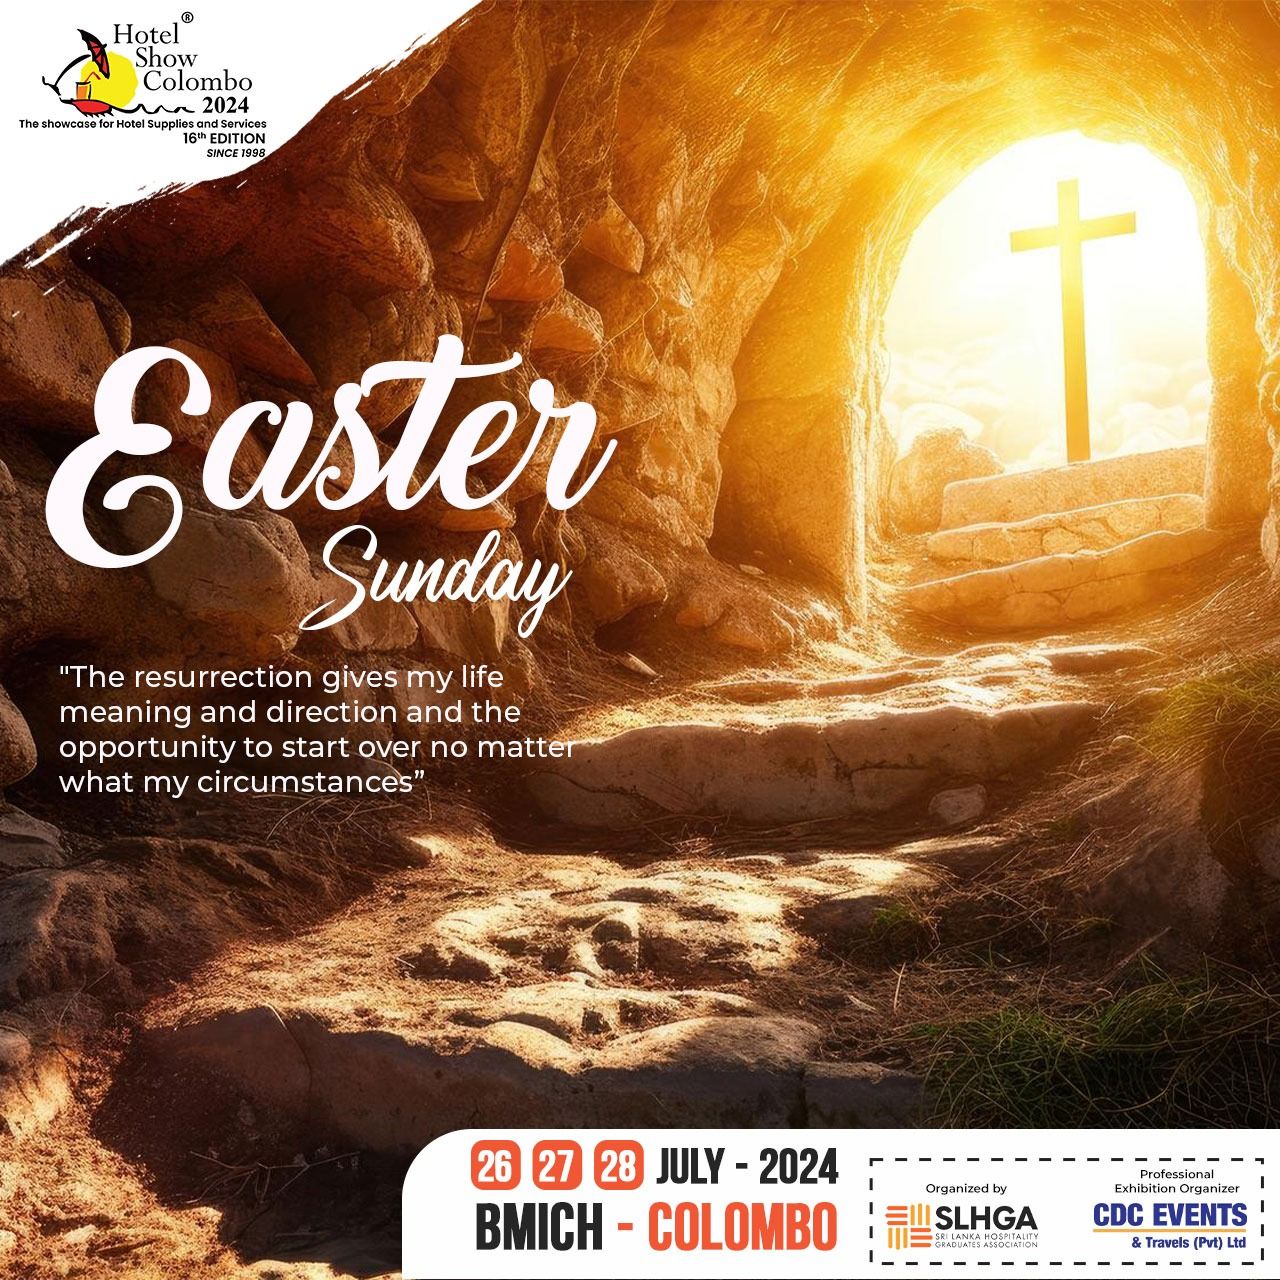 Hotel ®
Show
Colombo
2024
The showcase for Hotel Supplies and Services
16th EDITION
SINCE 1998
Easter
Sunday
"The resurrection gives my life
meaning and direction and the
opportunity to start over no matter
what my circumstances”
26 27 28 JULY - 2024
BMICH - COLOMBO
Organized by
SLHGA
SRI LANKA HOSPITALITY
GRADUATES ASSOCIATION
Professional
Exhibition Organizer
CDC EVENTS
& Travels (Pvt) Ltd